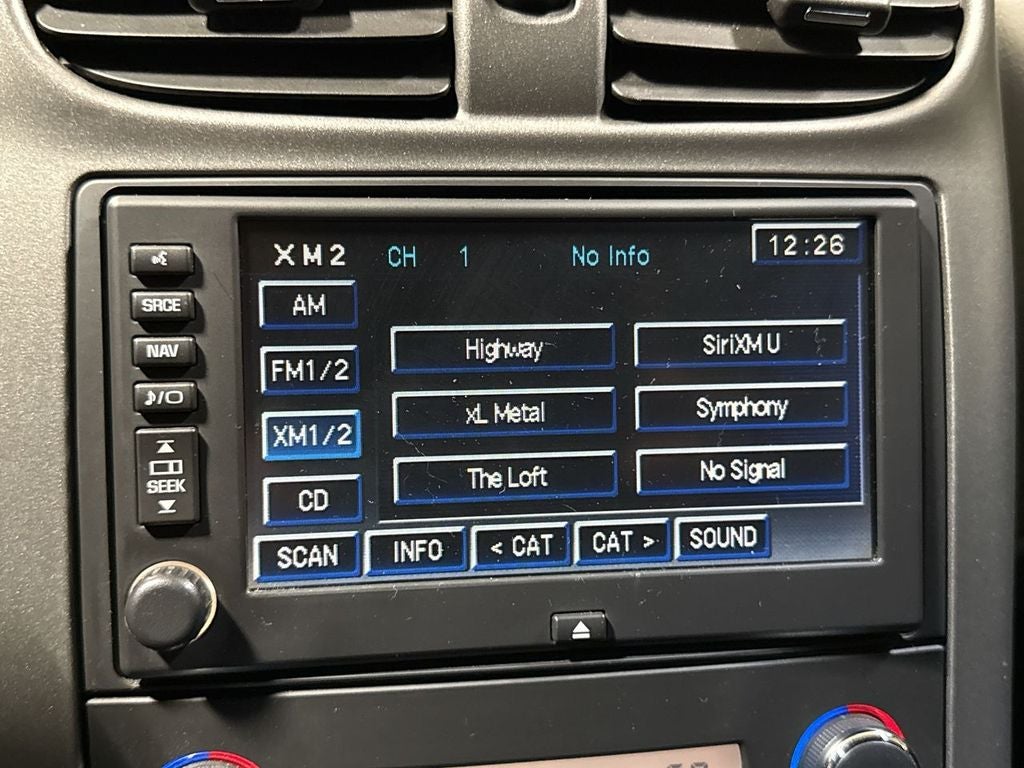 XM2 CH 1 No Info 12:26
AM
Highway SiriXM U
SRCE
NAV
FM1/2
xL Metal Symphony
XM1/2
The Loft No Signal
SEEK
CD
SCAN INFO < CAT CAT > SOUND